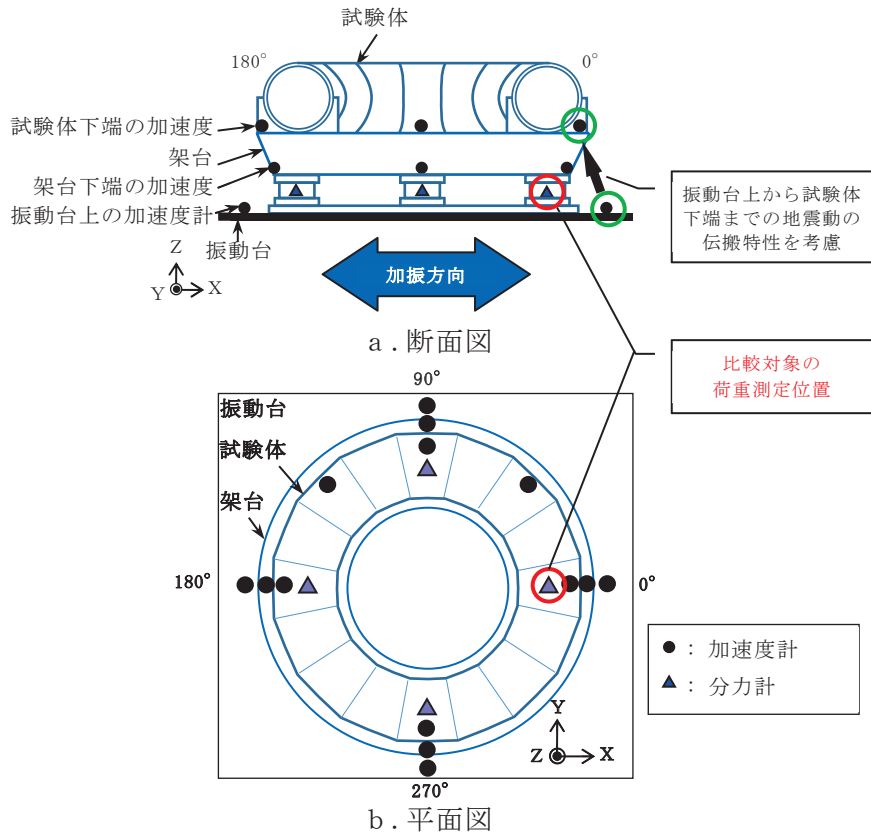 試験体
180°
0°
試験体下端の加速度
架台
架台下端の加速度
振動台上の加速度計
振動台
Z
Y
X
加振方向
振動台上から試験体
下端までの地震動の
伝搬特性を考慮
a．断面図
比較対象の
荷重測定位置
90°
振動台
試験体
架台
180°
0°
●：加速度計
▲：分力計
Y
Z
X
270°
b．平面図